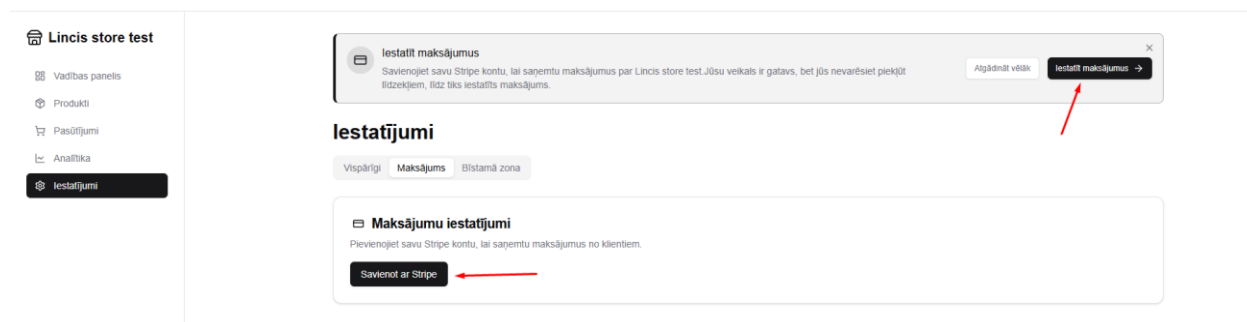 Lincis store test
Vadības panelis
Produkti
Pasūtījumi
Analītika
Iestatījumi
Iestatīt maksājumus
Savienojiet savu Stripe kontu, lai saņemtu maksājumus par Lincis store test.Jūsu veikals ir gatavs, bet jūs nevarēsiet piekļūt
līdzekļiem, līdz tiks iestatīts maksājums.
Atgādināt vēlāk
Iestatīt maksājumus →
Iestatījumi
Vispārīgi Maksājums Bīstamā zona
Maksājumu iestatījumi
Pievienojiet savu Stripe kontu, lai saņemtu maksājumus no klientiem.
Savienot ar Stripe